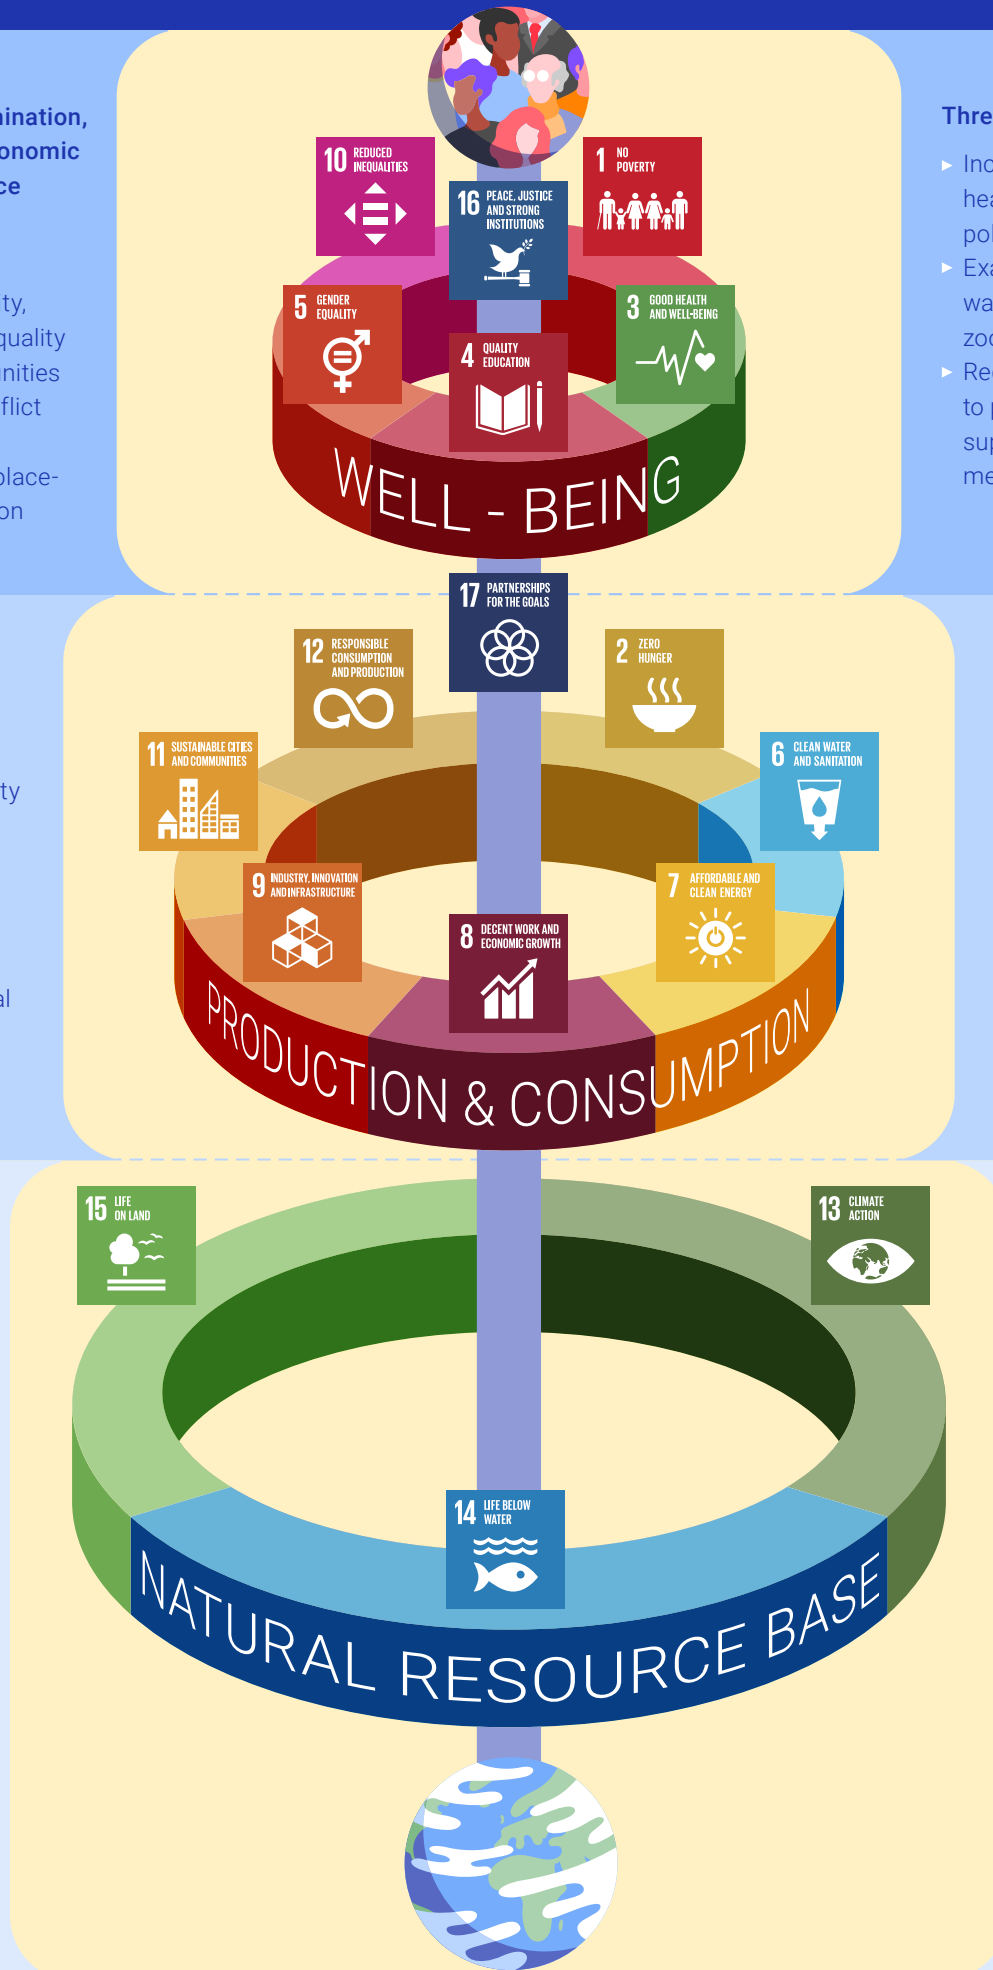 10 REDUCED
INEQUALITIES
1 NO
POVERTY
16 PEACE, JUSTICE
AND STRONG
INSTITUTIONS
5 GENDER
EQUALITY
3 GOOD HEALTH
AND WELL-BEING
4 QUALITY
EDUCATION
WELL - BEING
17 PARTNERSHIPS
FOR THE GOALS
12 RESPONSIBLE
CONSUMPTION
AND PRODUCTION
2 ZERO
HUNGER
11 SUSTAINABLE CITIES
AND COMMUNITIES
6 CLEAN WATER
AND SANITATION
9 INDUSTRY, INNOVATION
AND INFRASTRUCTURE
7 AFFORDABLE AND
CLEAN ENERGY
8 DECENT WORK AND
ECONOMIC GROWTH
PRODUCTION & CONSUMPTION
15 LIFE
ON LAND
13 CLIMATE
ACTION
14 LIFE BELOW
WATER
NATURAL RESOURCE BASE
ination,
onomic
ce
ty,
quality
nities
flict
place-
on
ty
al
Thre
Inc
hea
pol
Exa
wa
zoo
Re
to p
sup
me